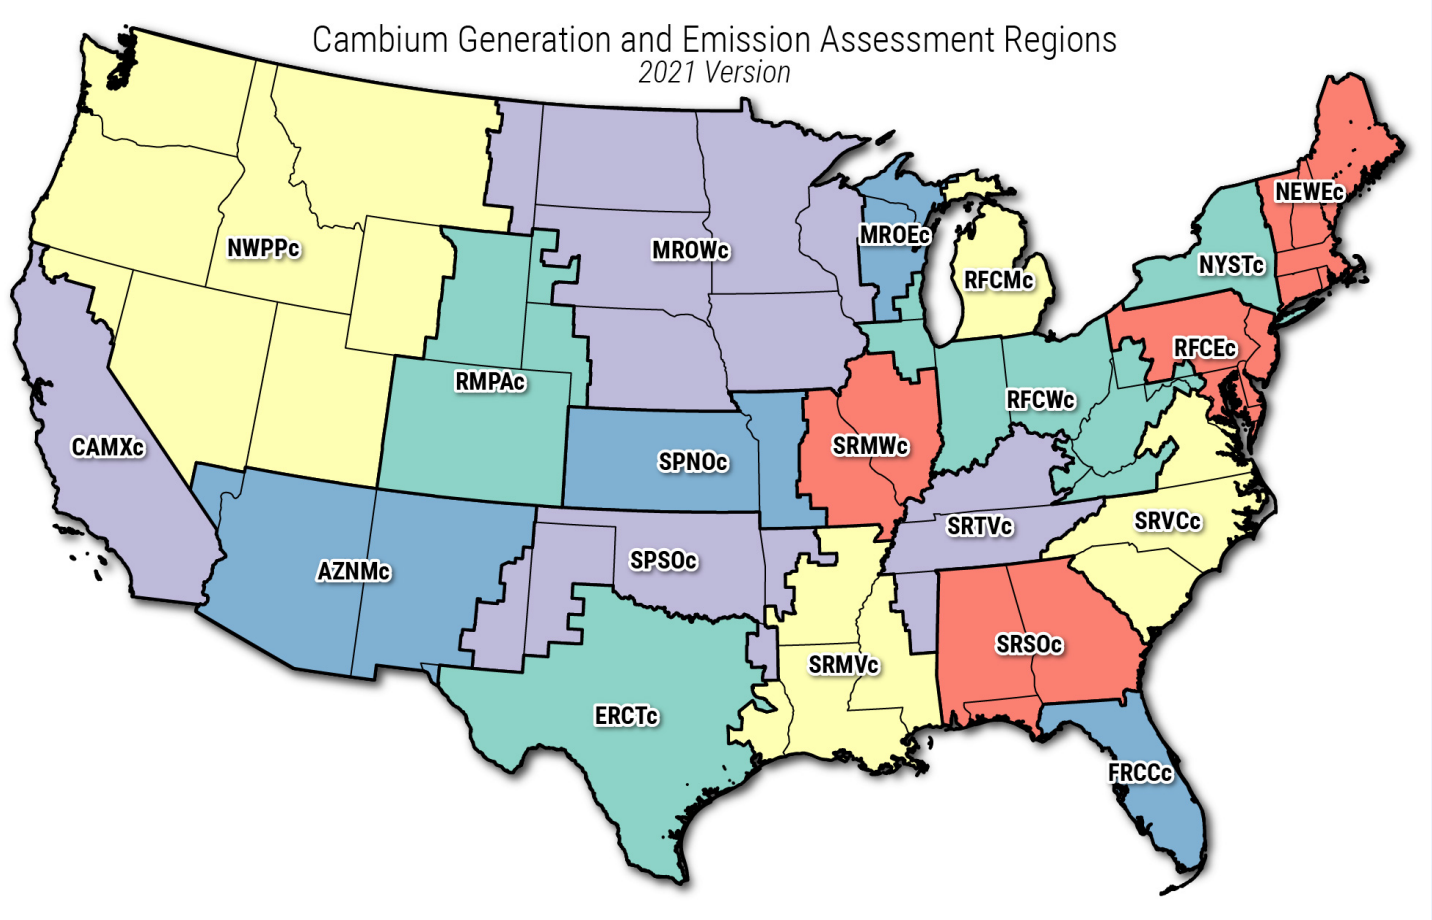 Cambium Generation and Emission Assessment Regions
2021 Version
NEWEc
MROEc
NWPPc
MROWc
NYSTc
RFCMc
RFCEc
RMPAc
RFCWc
CAMXc
SRMWc
SPNOc
SRVCc
SRTVc
SPSOc
AZNMc
SRSOc
SRMVc
ERCTc
FRCCc